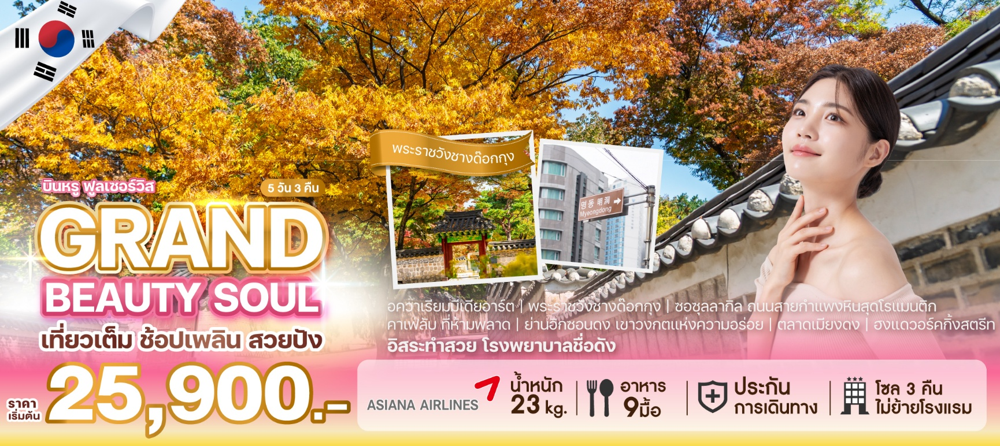 บินหรู ฟูลเซอร์วิส
5 วัน 3 คืน
GRAND
BEAUTY SOUL
เที่ยวเต็ม ช้อปเพลิน สวยปัง
ราคา
เริ่มต้น
25,900.-
พระราชวังชางด๊อกกุง
명동 明洞
Myeongdong
อควาเรียมมีเดียอาร์ต | พระราชวังชางด๊อกกุง | ซอซุลลากิล ถนนสายกำแพงหินสุดโรแมนติก
คาเฟ่ลับ ที่ห้ามพลาด | ย่านอิกซอนดง เขาวงกตแห่งความอร่อย | ตลาดเมียงดง | ฮงแดวอร์คกิ้งสตรีท
อิสระทำสวย โรงพยาบาลชื่อดัง
ASIANA AIRLINES
น้ำหนัก
23 kg.
อาหาร
9มื้อ
ประกัน
การเดินทาง
โซล 3 คืน
ไม่ย้ายโรงแรม